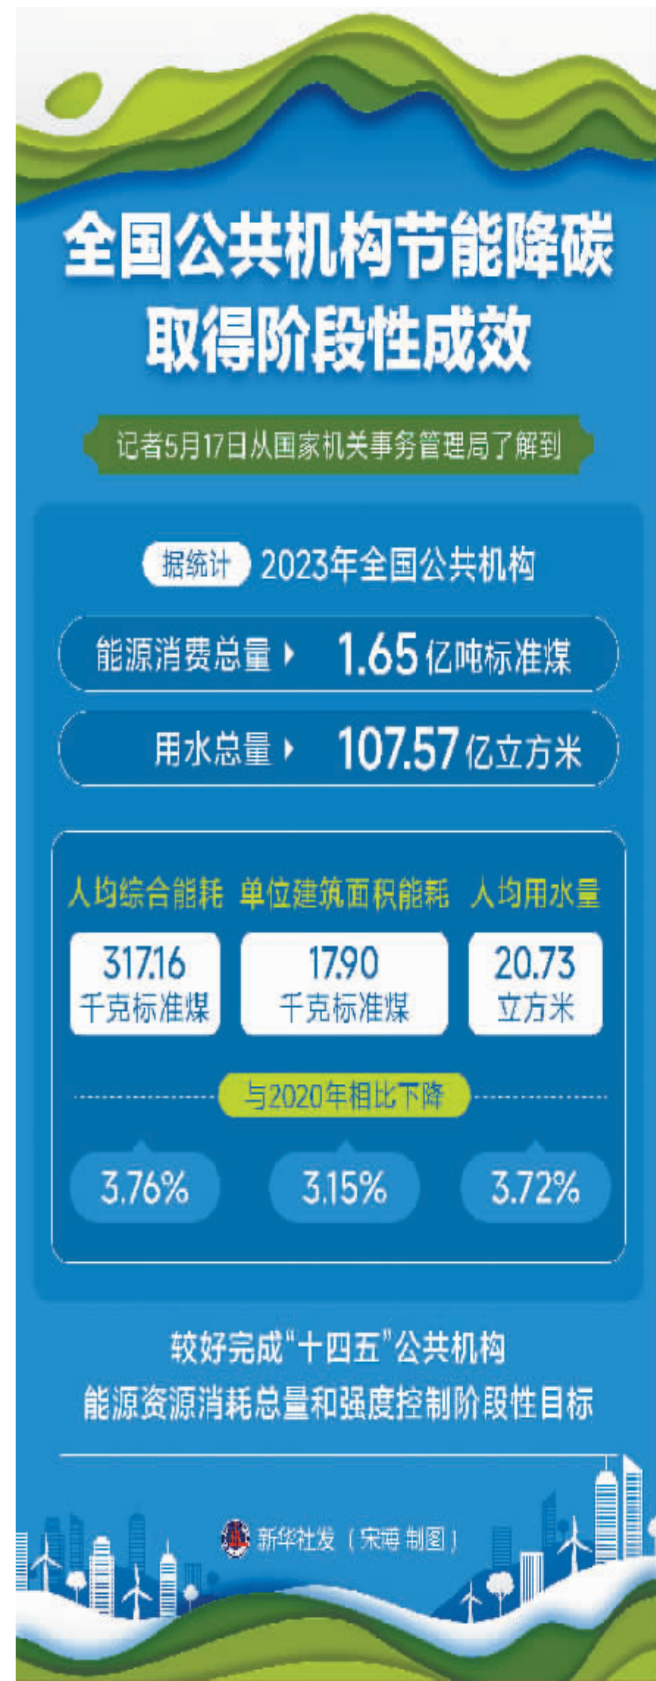 全国公共机构节能降碳
取得阶段性成效
记者5月17日从国家机关事务管理局了解到
据统计 2023年全国公共机构
能源消费总量 1.65亿吨标准煤
用水总量 107.57亿立方米
人均综合能耗 单位建筑面积能耗 人均用水量
317.16 17.90 20.73
千克标准煤 千克标准煤 立方米
与2020年相比下降
3.76% 3.15% 3.72%
较好完成“十四五”公共机构
能源资源消耗总量和强度控制阶段性目标
新华社发（宋博 制图）